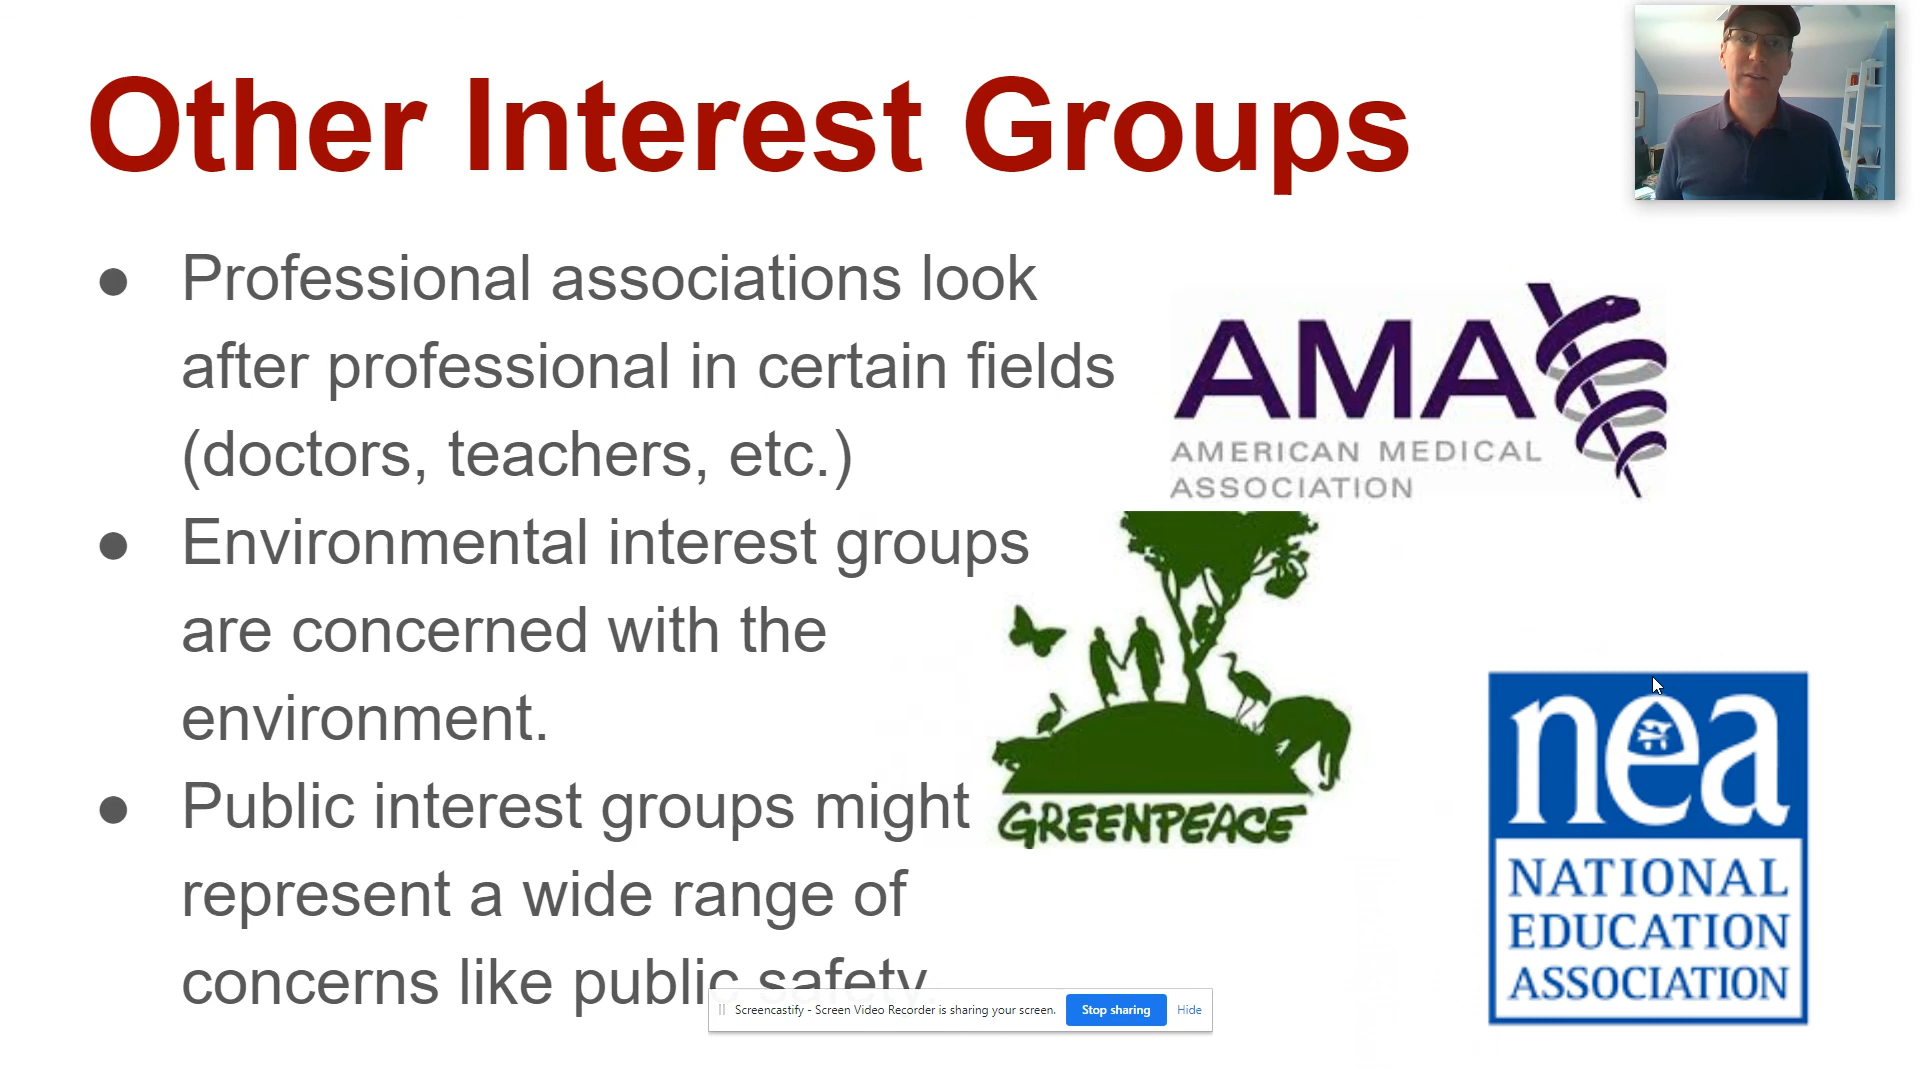 Other Interest Groups
● Professional associations look
after professional in certain fields
(doctors, teachers, etc.)
● Environmental interest groups
are concerned with the
environment.
● Public interest groups might
represent a wide range of
concerns like public safety.
AMA
AMERICAN MEDICAL
ASSOCIATION
GREENPEACE
nea
NATIONAL
EDUCATION
ASSOCIATION
Screencastify - Screen Video Recorder is sharing your screen. Stop sharing Hide